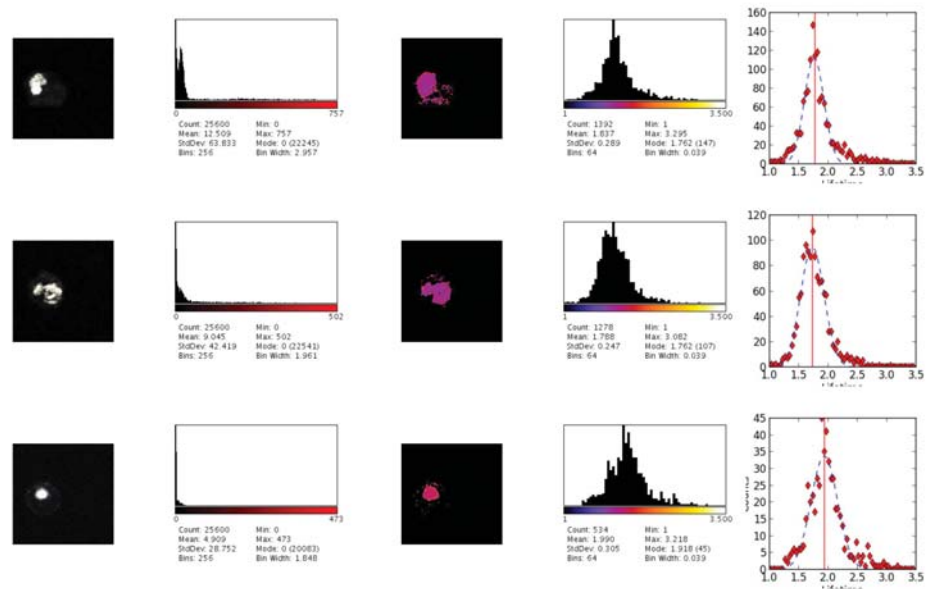 0 757
Count: 25600 Min: 0
Mean: 12.509 Max: 757
StdDev: 63.833 Mode: 0 (22245)
Bins: 256 Bin Width: 2.957
1 3.500
Count: 1392 Min: 1
Mean: 1.837 Max: 3.295
StdDev: 0.289 Mode: 1.762 (147)
Bins: 64 Bin Width: 0.039
160
140
120
100
80
60
40
20
0
1.0 1.5 2.0 2.5 3.0 3.5
0 502
Count: 25600 Min: 0
Mean: 9.045 Max: 502
StdDev: 42.419 Mode: 0 (22541)
Bins: 256 Bin Width: 1.961
1 3.500
Count: 1278 Min: 1
Mean: 1.788 Max: 3.082
StdDev: 0.247 Mode: 1.762 (107)
Bins: 64 Bin Width: 0.039
120
100
80
60
40
20
0
1.0 1.5 2.0 2.5 3.0 3.5
0 473
Count: 25600 Min: 0
Mean: 4.909 Max: 473
StdDev: 28.752 Mode: 0 (20083)
Bins: 256 Bin Width: 1.848
1 3.500
Count: 534 Min: 1
Mean: 1.990 Max: 3.218
StdDev: 0.305 Mode: 1.918 (45)
Bins: 64 Bin Width: 0.039
45
40
35
30
25
20
15
10
5
0
1.0 1.5 2.0 2.5 3.0 3.5